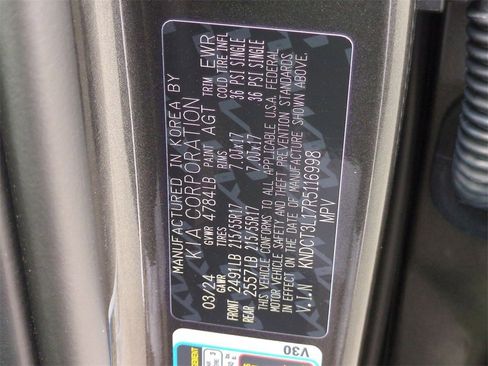 MANUFACTURED IN KOREA BY
KIA CORPORATION
03/24 GVWR 4784LB PAINT AGT TRIM EWR
GAWR TIRES RIMS COLD TIRE INFL
FRONT 2491LB 215/55R17 7.0Jx17 36 PSI SINGLE
REAR 2557LB 215/55R17 7.0Jx17 36 PSI SINGLE
THIS VEHICLE CONFORMS TO ALL APPLICABLE U.S.A. FEDERAL
MOTOR VEHICLE SAFETY AND THEFT PREVENTION STANDARDS
IN EFFECT ON THE DATE OF MANUFACTURE SHOWN ABOVE.
V.I.N KNDCT3L17R5116998
MPV
V30